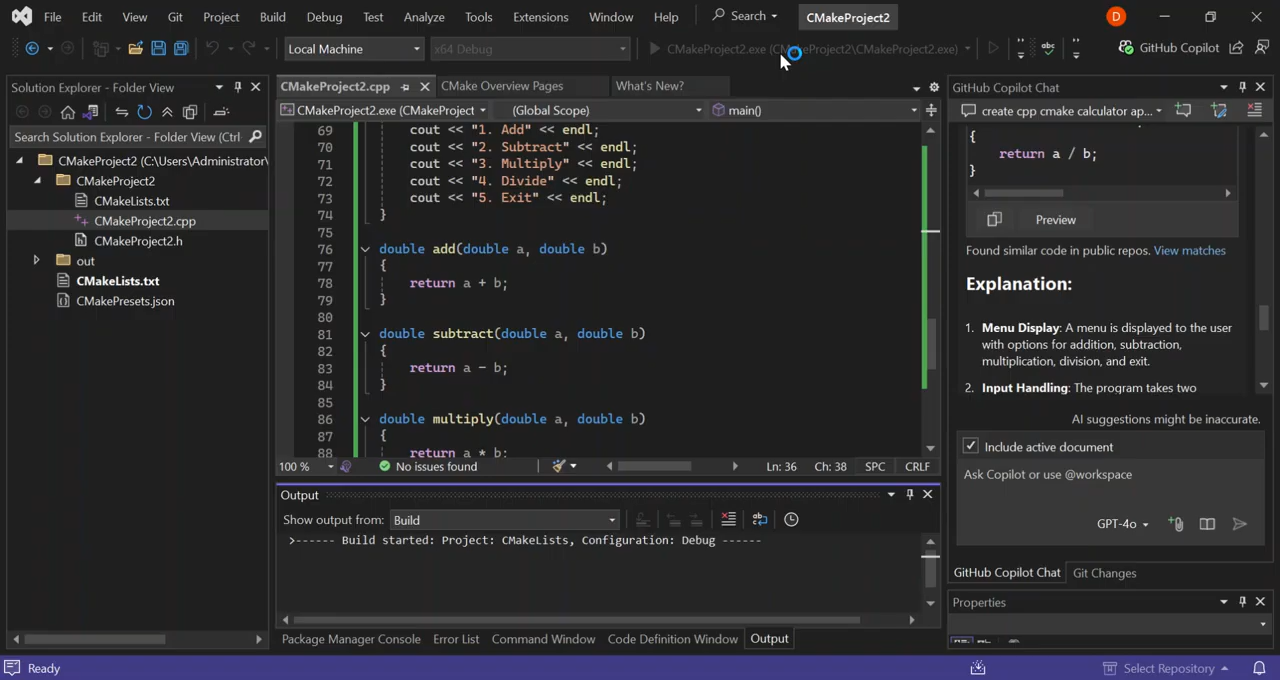 File Edit View Git Project Build Debug Test Analyze Tools Extensions Window Help Search CMakeProject2 D
Local Machine x64 Debug CMakeProject2.exe (CMakeProject2\CMakeProject2.exe) GitHub Copilot
Solution Explorer - Folder View
Search Solution Explorer - Folder View (Ctrl-
CMakeProject2 (C:\Users\Administrator\
CMakeProject2
CMakeLists.txt
CMakeProject2.cpp
CMakeProject2.h
out
CMakeLists.txt
CMakePresets.json
CMakeProject2.cpp CMake Overview Pages What's New?
CMakeProject2.exe (CMakeProject (Global Scope) main()
69 cout << "1. Add" << endl;
70 cout << "2. Subtract" << endl;
71 cout << "3. Multiply" << endl;
72 cout << "4. Divide" << endl;
73 cout << "5. Exit" << endl;
74 }
75
76 double add(double a, double b)
77 {
78 return a + b;
79 }
80
81 double subtract(double a, double b)
82 {
83 return a - b;
84 }
85
86 double multiply(double a, double b)
87 {
88 return a * b;
100 % No issues found Ln: 36 Ch: 38 SPC CRLF
Output
Show output from: Build
>------ Build started: Project: CMakeLists, Configuration: Debug ------
Package Manager Console Error List Command Window Code Definition Window Output
GitHub Copilot Chat
create cpp cmake calculator ap...
{
return a / b;
}
Preview
Found similar code in public repos. View matches
Explanation:
1. Menu Display: A menu is displayed to the user
with options for addition, subtraction,
multiplication, division, and exit.
2. Input Handling: The program takes two
AI suggestions might be inaccurate.
Include active document
Ask Copilot or use @workspace
GPT-4o
GitHub Copilot Chat Git Changes
Properties
Ready Select Repository